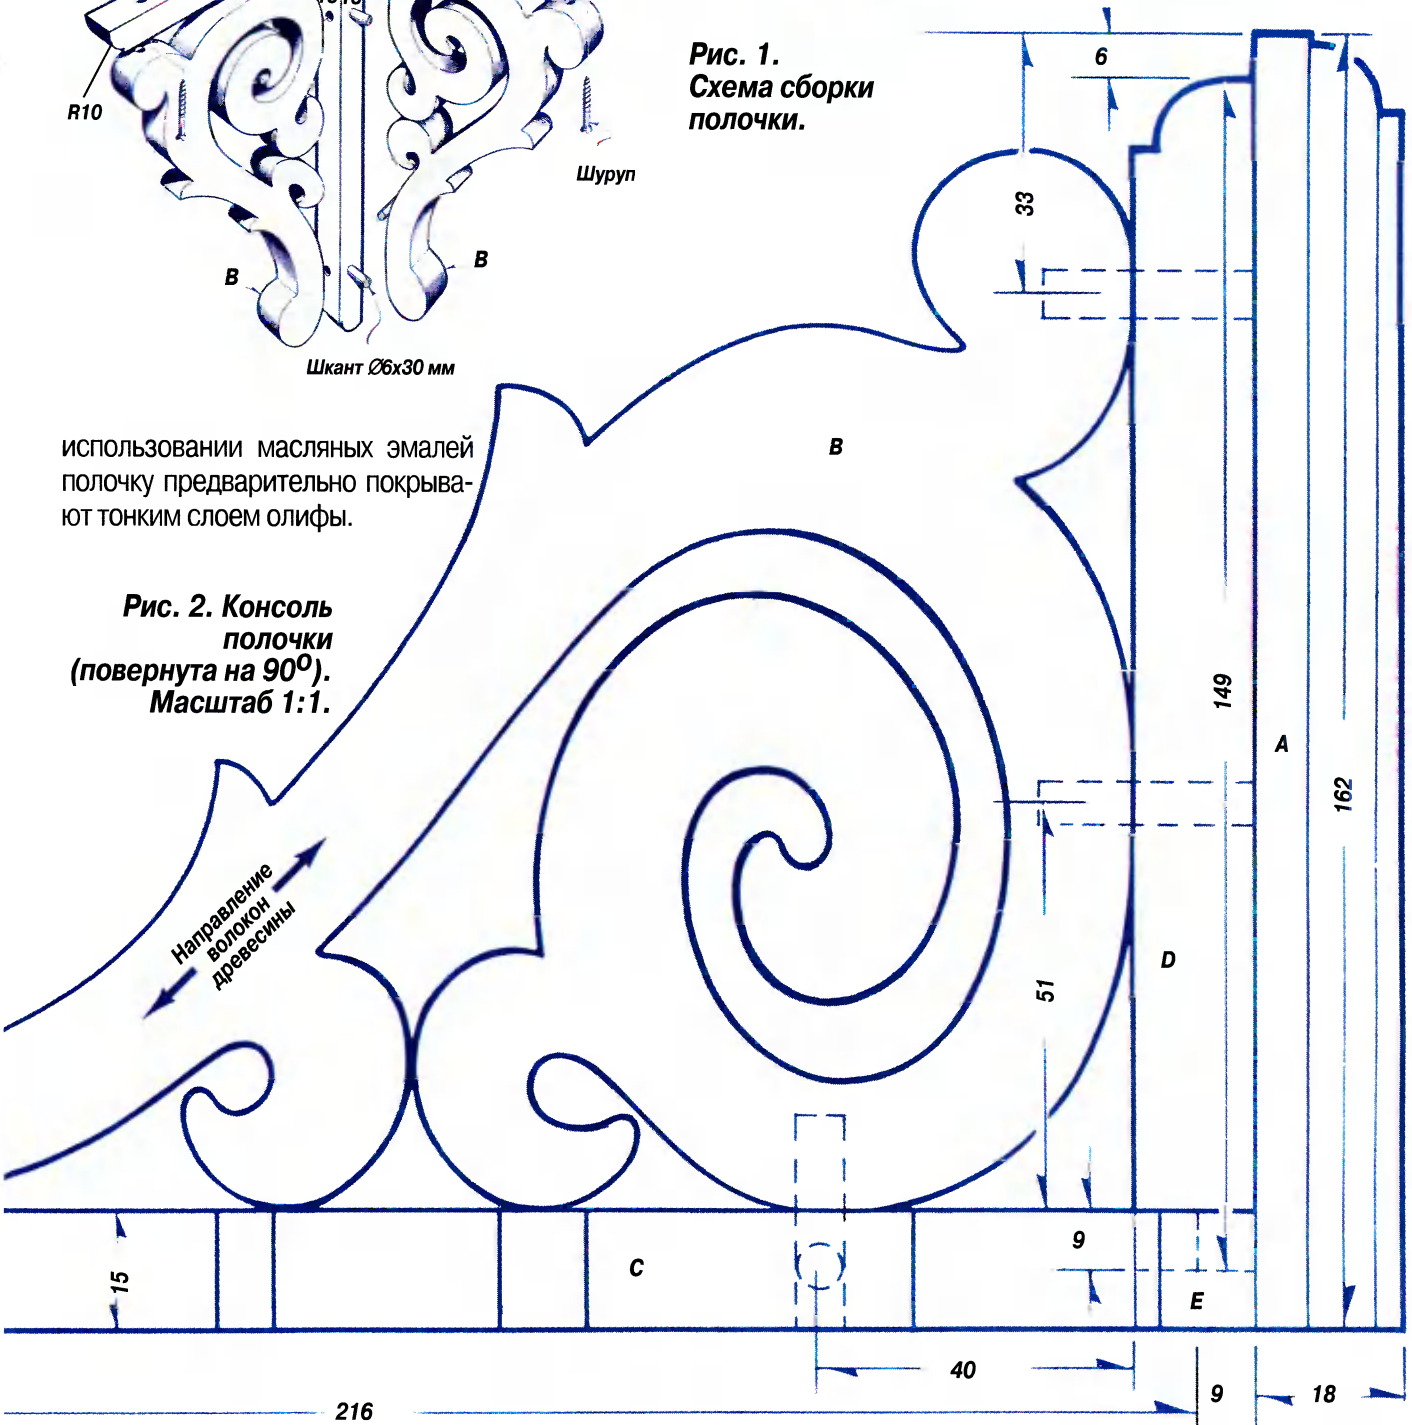 R10
Рис. 1.
Схема сборки
полочки.
Шуруп
B
B
Шкант Ø6х30 мм
использовании масляных эмалей
полочку предварительно покрыва-
ют тонким слоем олифы.
Рис. 2. Консоль
полочки
(повернута на 90º).
Масштаб 1:1.
Направление
волокон
древесины
6
33
B
149
A
162
D
51
9
15
C
E
40
9
18
216